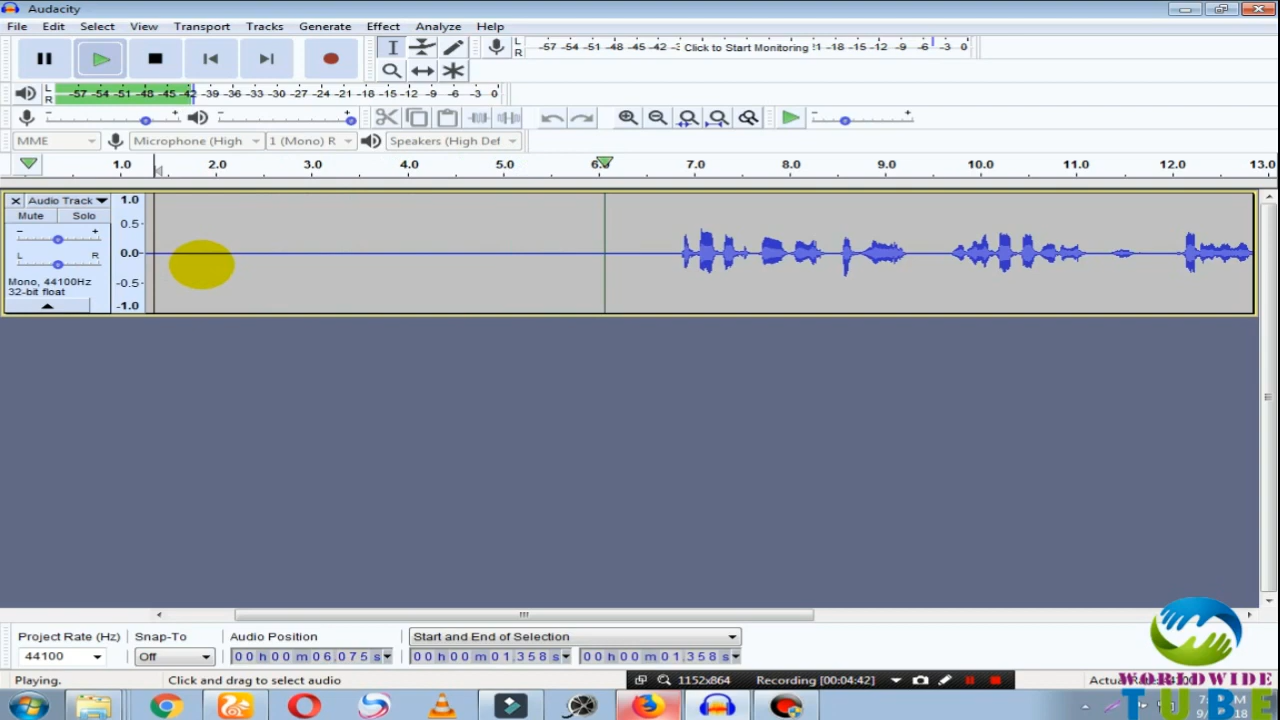 Audacity
File Edit Select View Transport Tracks Generate Effect Analyze Help
L
R
-57 -54 -51 -48 -45 -42 Click to Start Monitoring -18 -15 -12 -9 -6 -3 0
L
R
-57 -54 -51 -48 -45 -42 -39 -36 -33 -30 -27 -24 -21 -18 -15 -12 -9 -6 -3 0
MME Microphone (High 1 (Mono) R Speakers (High Def
1.0 2.0 3.0 4.0 5.0 6.0 7.0 8.0 9.0 10.0 11.0 12.0 13.0
Audio Track 1.0
Mute Solo 0.5
L R 0.0
Mono, 44100Hz -0.5
32-bit float
-1.0
Project Rate (Hz) Snap-To Audio Position Start and End of Selection
44100 Off 00 h 00 m 06.075 s 00 h 00 m 01.358 s 00 h 00 m 01.358 s
Playing. Click and drag to select audio 1152x864 Recording [00:04:42]
WORLDWIDE
TUBE